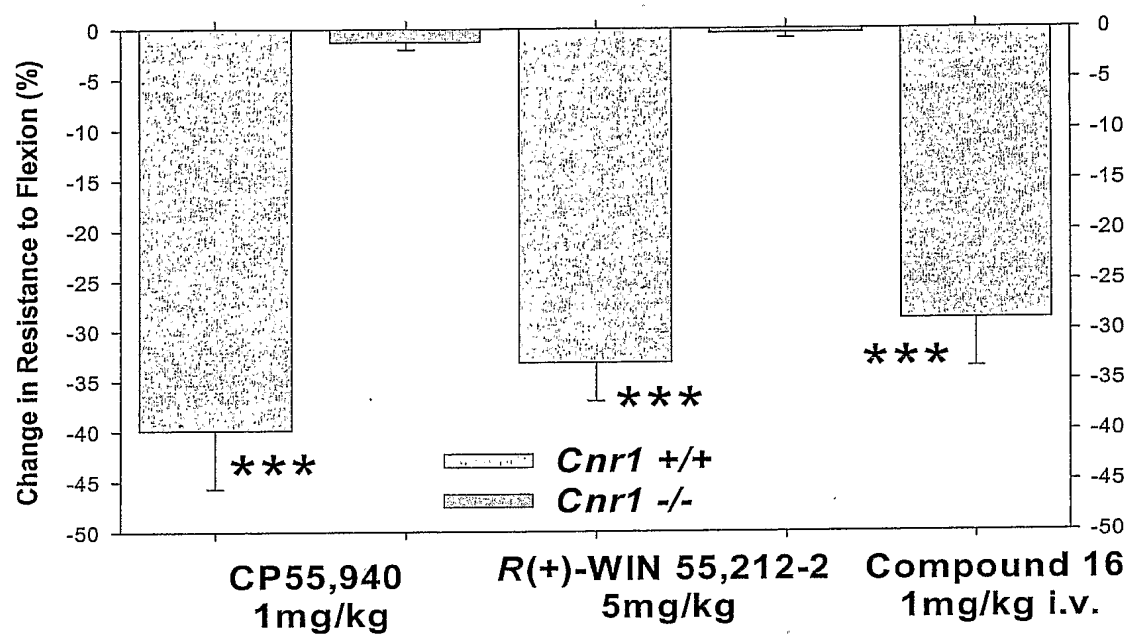 Change in Resistance to Flexion (%)
0
-5
-10
-15
-20
-25
-30
-35
-40
-45
-50
0
-5
-10
-15
-20
-25
-30
-35
-40
-45
-50
***
***
***
Cnr1 +/+
Cnr1 -/-
CP55,940
1mg/kg
R(+)-WIN 55,212-2
5mg/kg
Compound 16
1mg/kg i.v.